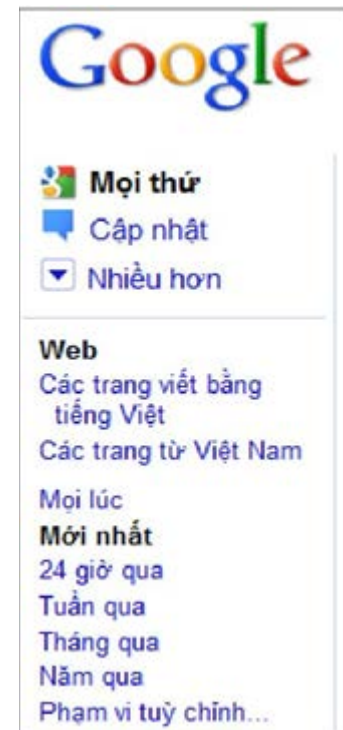 Google
Mọi thứ
Cập nhật
Nhiều hơn
Web
Các trang viết bằng
tiếng Việt
Các trang từ Việt Nam
Mọi lúc
Mới nhất
24 giờ qua
Tuần qua
Tháng qua
Năm qua
Phạm vi tuỳ chỉnh...